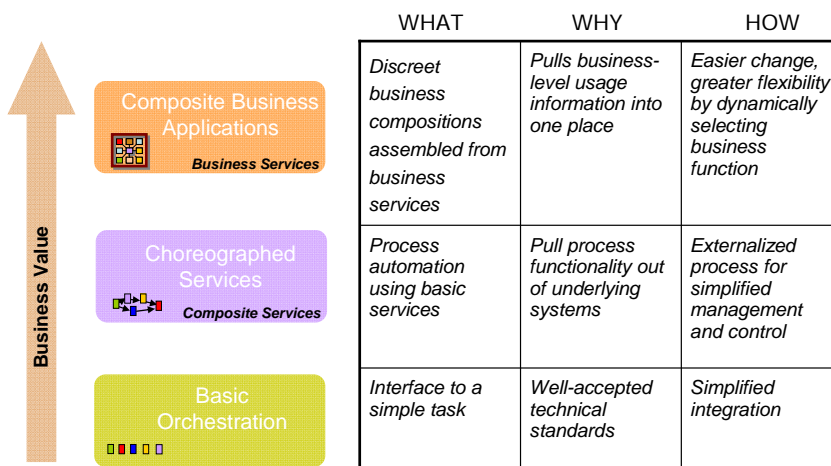 WHAT
WHY
HOW
Business Value
Composite Business
Applications
Business Services
Discreet
business
compositions
assembled from
business
services
Pulls business-
level usage
information into
one place
Easier change,
greater flexibility
by dynamically
selecting
business
function
Choreographed
Services
Composite Services
Process
automation
using basic
services
Pull process
functionality out
of underlying
systems
Externalized
process for
simplified
management
and control
Basic
Orchestration
Interface to a
simple task
Well-accepted
technical
standards
Simplified
integration